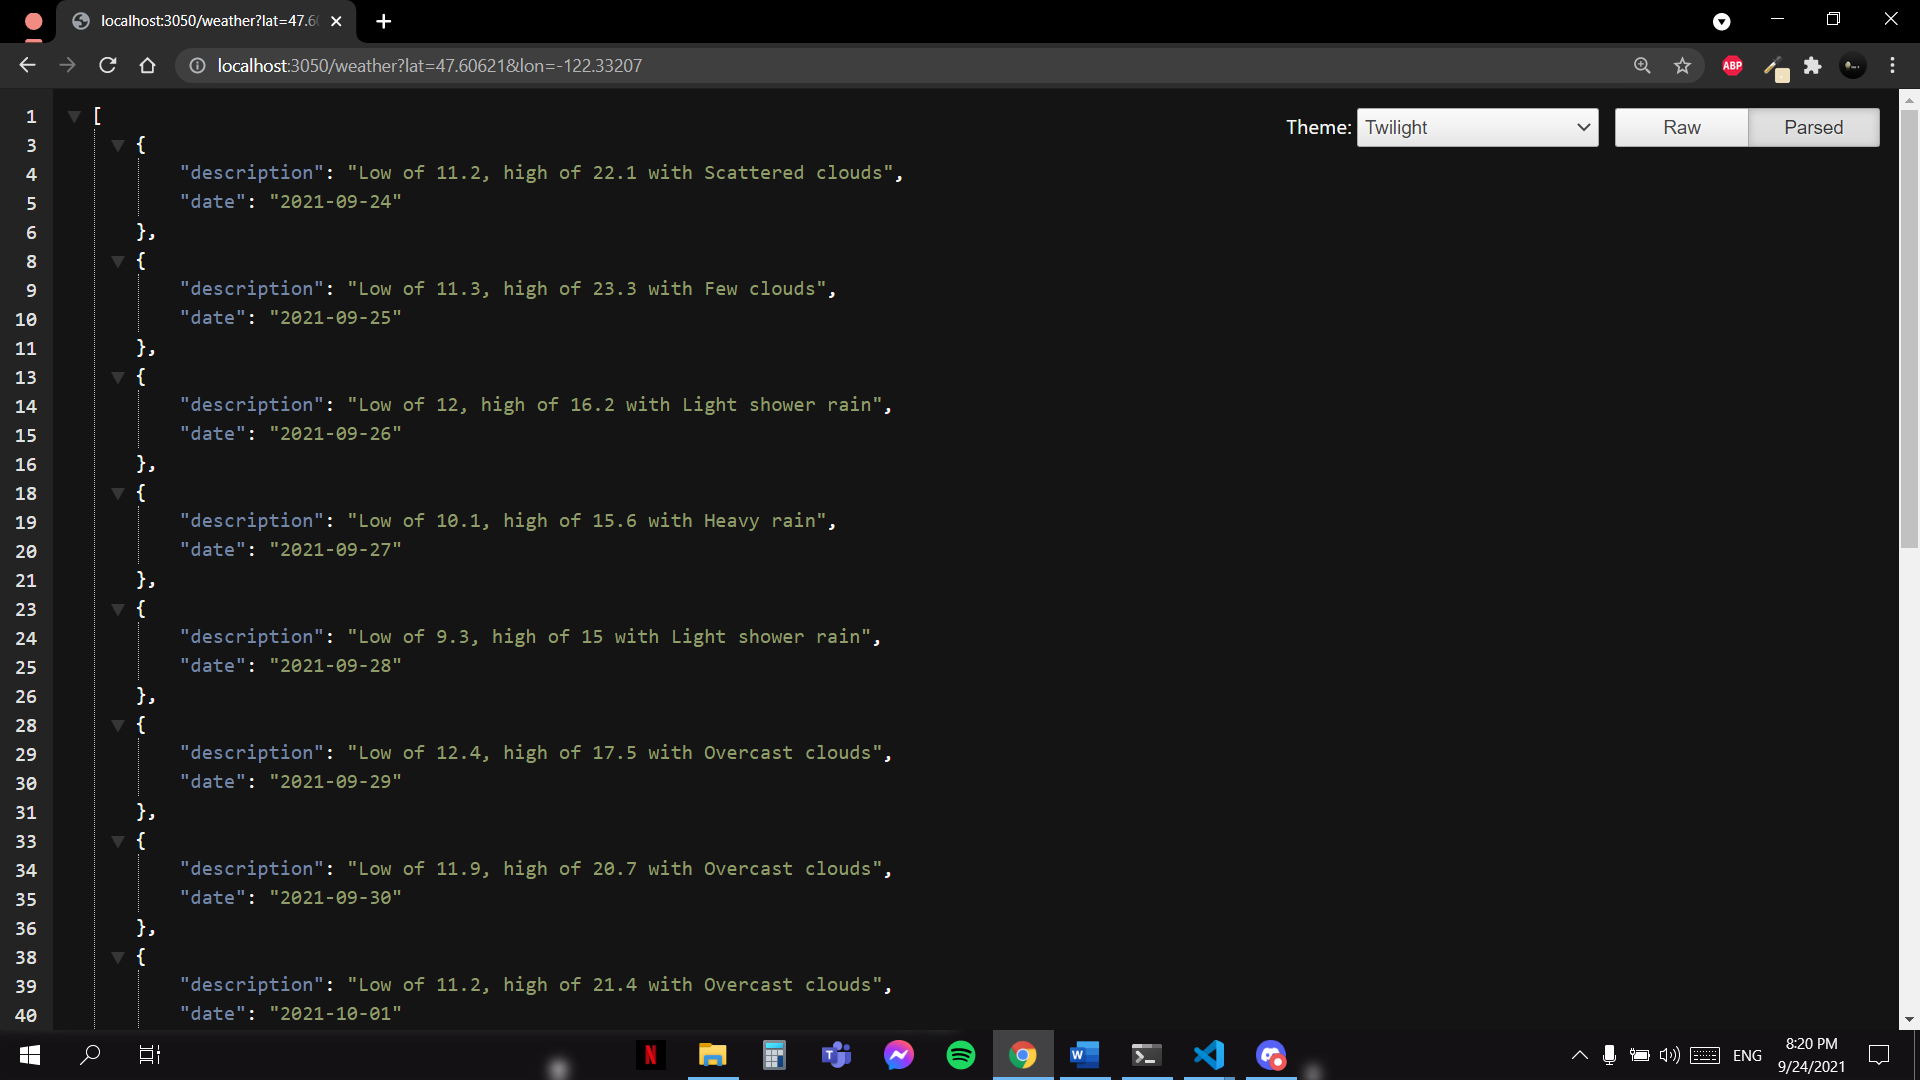 localhost:3050/weather?lat=47.6
localhost:3050/weather?lat=47.60621&lon=-122.33207
ABP
Theme: Twilight Raw Parsed
1 [
3 {
4 "description": "Low of 11.2, high of 22.1 with Scattered clouds",
5 "date": "2021-09-24"
6 },
8 {
9 "description": "Low of 11.3, high of 23.3 with Few clouds",
10 "date": "2021-09-25"
11 },
13 {
14 "description": "Low of 12, high of 16.2 with Light shower rain",
15 "date": "2021-09-26"
16 },
18 {
19 "description": "Low of 10.1, high of 15.6 with Heavy rain",
20 "date": "2021-09-27"
21 },
23 {
24 "description": "Low of 9.3, high of 15 with Light shower rain",
25 "date": "2021-09-28"
26 },
28 {
29 "description": "Low of 12.4, high of 17.5 with Overcast clouds",
30 "date": "2021-09-29"
31 },
33 {
34 "description": "Low of 11.9, high of 20.7 with Overcast clouds",
35 "date": "2021-09-30"
36 },
38 {
39 "description": "Low of 11.2, high of 21.4 with Overcast clouds",
40 "date": "2021-10-01"
ENG
8:20 PM
9/24/2021